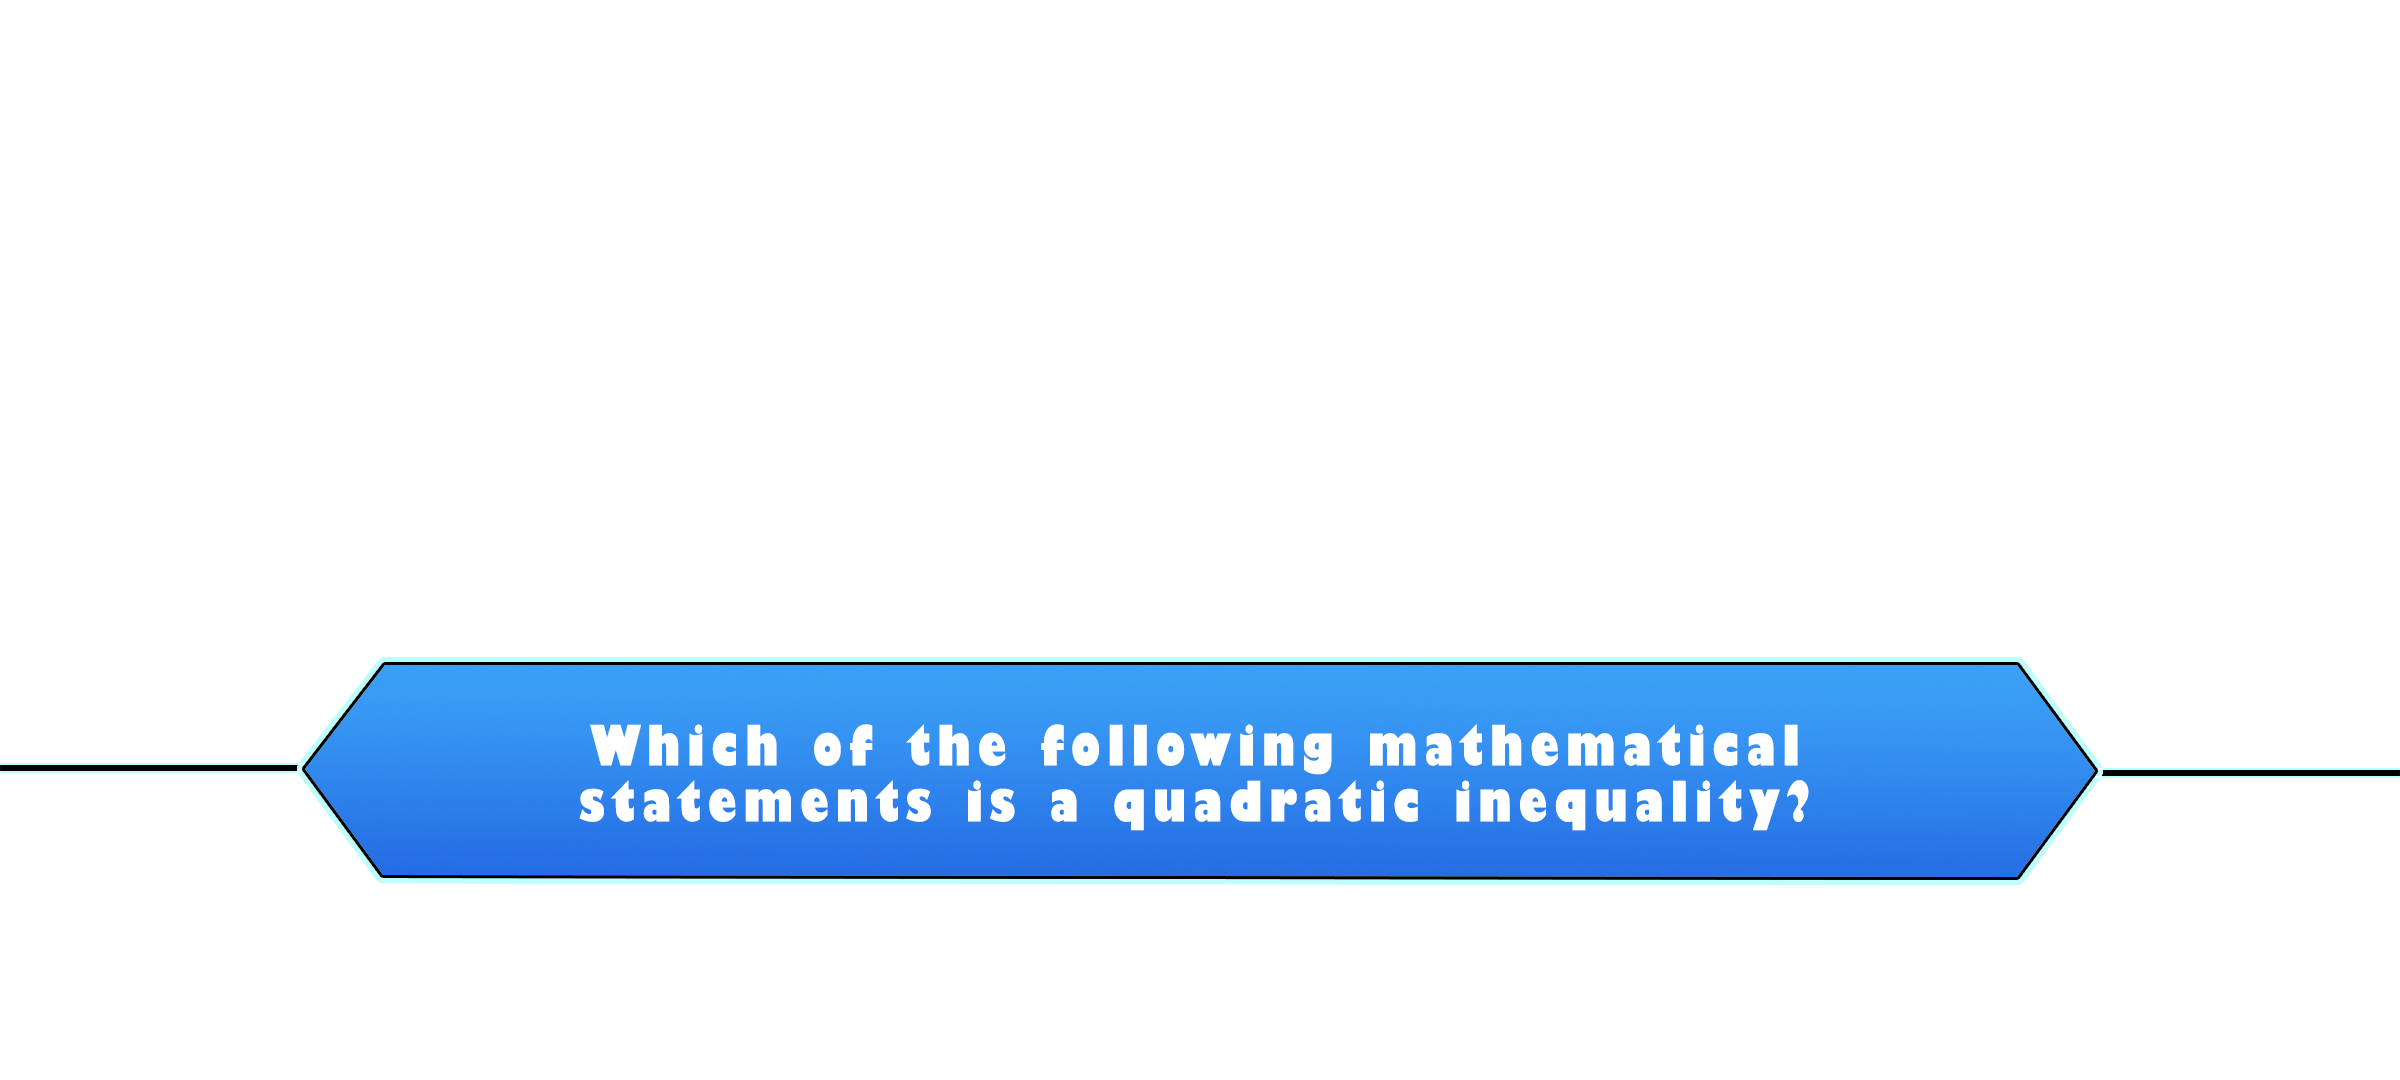 Which of the following mathematical
statements is a quadratic inequality?